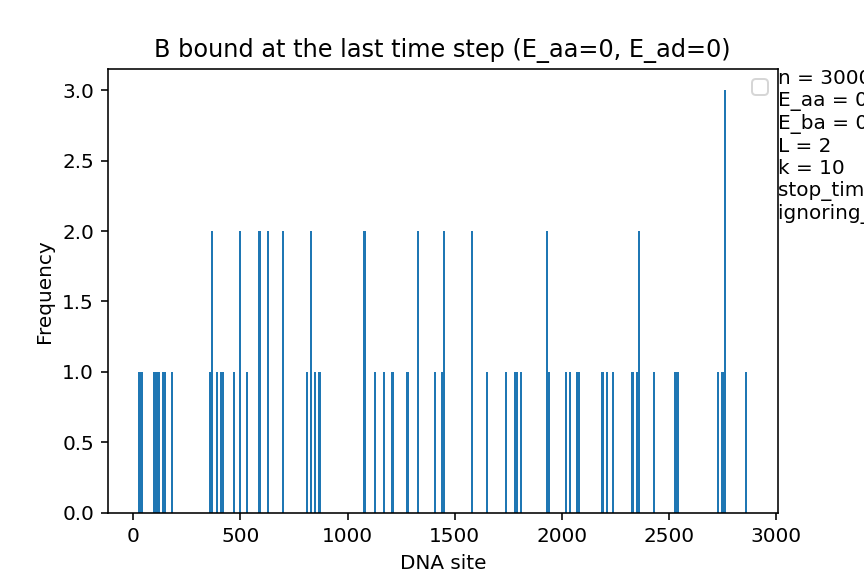 B bound at the last time step (E_aa=0, E_ad=0)
n = 3000
E_aa = 0
E_ba = 0
L = 2
k = 10
stop_tim
ignoring_
3.0
2.5
2.0
1.5
1.0
0.5
0.0
Frequency
0 500 1000 1500 2000 2500 3000
DNA site